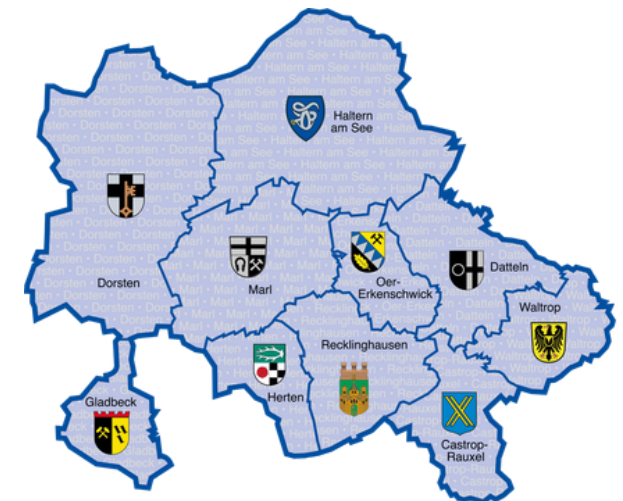 Haltern
am See
Dorsten
Marl
Oer-
Erkenschwick
Datteln
Waltrop
Recklinghausen
Herten
Gladbeck
Castrop-
Rauxel